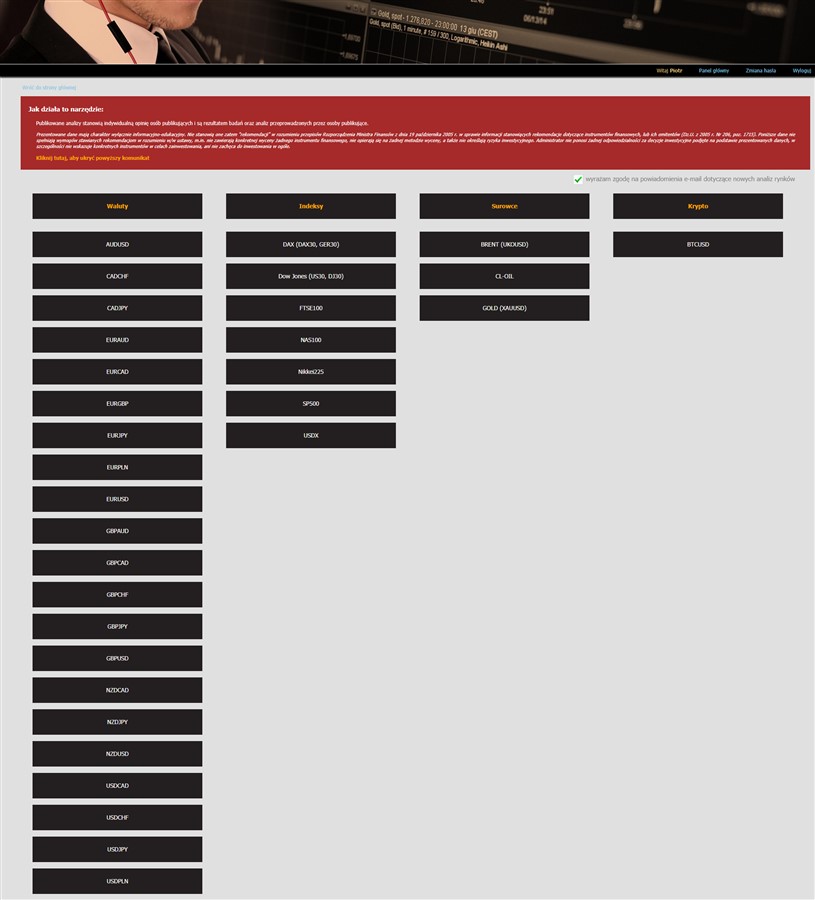 Gold, spot - 1.276,820 - 23:00:00 13 giu (CEST)
Gold, spot (Bid), 1 minute, # 159 / 300, Logarithmic, Heikin Ashi
23:01
06/13/14
Witaj Piotr Panel główny Zmiana hasła Wyloguj
Wróć do strony głównej
Jak działa to narzędzie:
Publikowane analizy stanowią indywidualną opinię osób publikujących i są rezultatem badań oraz analiz przeprowadzonych przez osoby publikujące.
Prezentowane dane mają charakter wyłącznie informacyjno-edukacyjny. Nie stanowią one zatem "rekomendacji" w rozumieniu przepisów Rozporządzenia Ministra Finansów z dnia 19 października 2005 r. w sprawie informacji stanowiących rekomendacje dotyczące instrumentów finansowych, lub ich emitentów (Dz.U. z 2005 r. Nr 206, poz. 1715). Poniższe dane nie
spełniają wymogów stawianych rekomendacjom w rozumieniu w/w ustawy, m.in. nie zawierają konkretnej wyceny żadnego instrumentu finansowego, nie opierają się na żadnej metodzie wyceny, a także nie określają ryzyka inwestycyjnego. Administrator nie ponosi żadnej odpowiedzialności za decyzje inwestycyjne podjęte na podstawie prezentowanych danych, w
szczególności nie wskazuje konkretnych instrumentów w celach zainwestowania, ani nie zachęca do inwestowania w ogóle.
Kliknij tutaj, aby ukryć powyższy komunikat
wyrażam zgodę na powiadomienia e-mail dotyczące nowych analiz rynków
Waluty Indeksy Surowce Krypto
AUDUSD DAX (DAX30, GER30) BRENT (UKOUSD) BTCUSD
CADCHF Dow Jones (US30, DJ30) CL-OIL
CADJPY FTSE100 GOLD (XAUUSD)
EURAUD NAS100
EURCAD Nikkei225
EURGBP SP500
EURJPY USDX
EURPLN
EURUSD
GBPAUD
GBPCAD
GBPCHF
GBPJPY
GBPUSD
NZDCAD
NZDJPY
NZDUSD
USDCAD
USDCHF
USDJPY
USDPLN